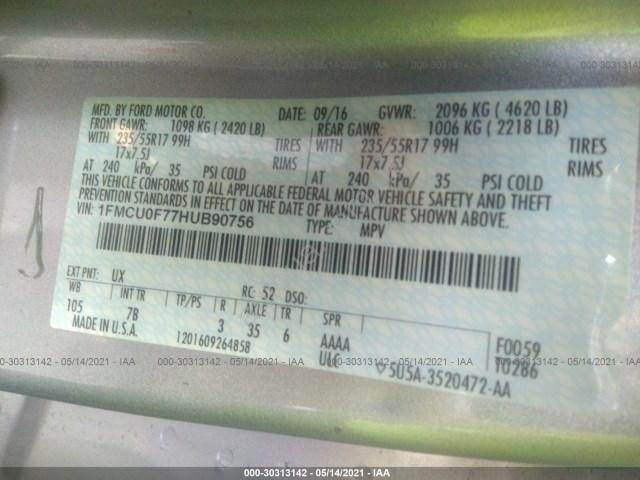 000-30313142 - 05/14/2021 - IAA
MFD. BY FORD MOTOR CO. DATE: 09/16 GVWR: 2096 KG ( 4620 LB)
FRONT GAWR: 1098 KG ( 2420 LB) REAR GAWR: 1006 KG ( 2218 LB)
WITH 235/55R17 99H TIRES WITH 235/55R17 99H TIRES
17x7.5J RIMS 17x7.5J RIMS
AT 240 kPa/ 35 PSI COLD AT 240 kPa/ 35 PSI COLD
THIS VEHICLE CONFORMS TO ALL APPLICABLE FEDERAL MOTOR VEHICLE SAFETY AND THEFT
PREVENTION STANDARDS IN EFFECT ON THE DATE OF MANUFACTURE SHOWN ABOVE.
VIN: 1FMCU0F77HUB90756 TYPE: MPV
EXT PNT: UX RC: 52 DSO:
WB INT TR TP/PS R AXLE TR SPR
105 7B 3 35 6 AAAA F0059
MADE IN U.S.A. 1201609264858 10286
5U5A-3520472-AA
000-30313142 - 05/14/2021 - IAA
000-30313142 - 05/14/2021 - IAA